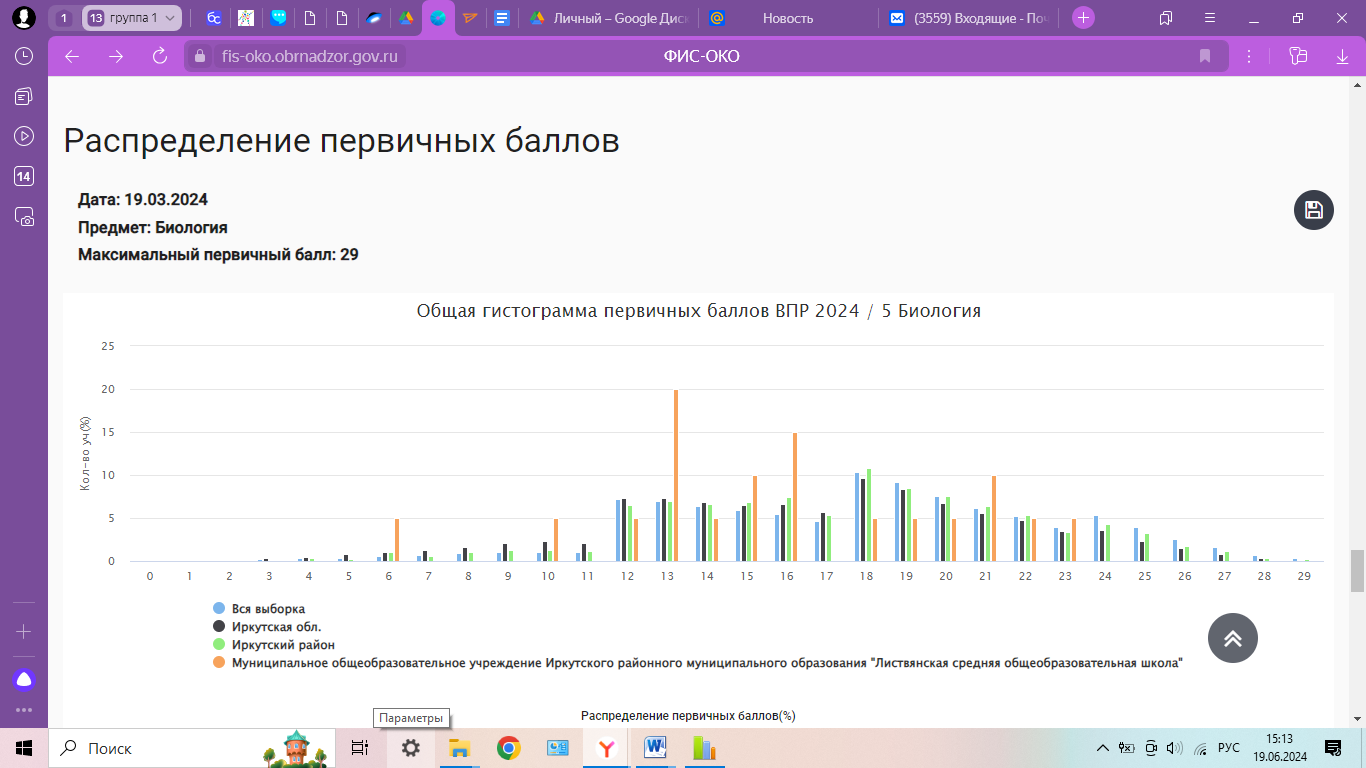 1
13 группа 1
Личный – Google Дис
Новость
(3559) Входящие - Поч
fis-oko.obrnadzor.gov.ru
ФИС-ОКО
14
Распределение первичных баллов
Дата: 19.03.2024
Предмет: Биология
Максимальный первичный балл: 29
Общая гистограмма первичных баллов ВПР 2024 / 5 Биология
Кол-во уч(%)
25
20
15
10
5
0
0 1 2 3 4 5 6 7 8 9 10 11 12 13 14 15 16 17 18 19 20 21 22 23 24 25 26 27 28 29
Вся выборка
Иркутская обл.
Иркутский район
Муниципальное общеобразовательное учреждение Иркутского районного муниципального образования "Листвянская средняя общеобразовательная школа"
Распределение первичных баллов(%)
Параметры
Поиск
РУС
15:13
19.06.2024